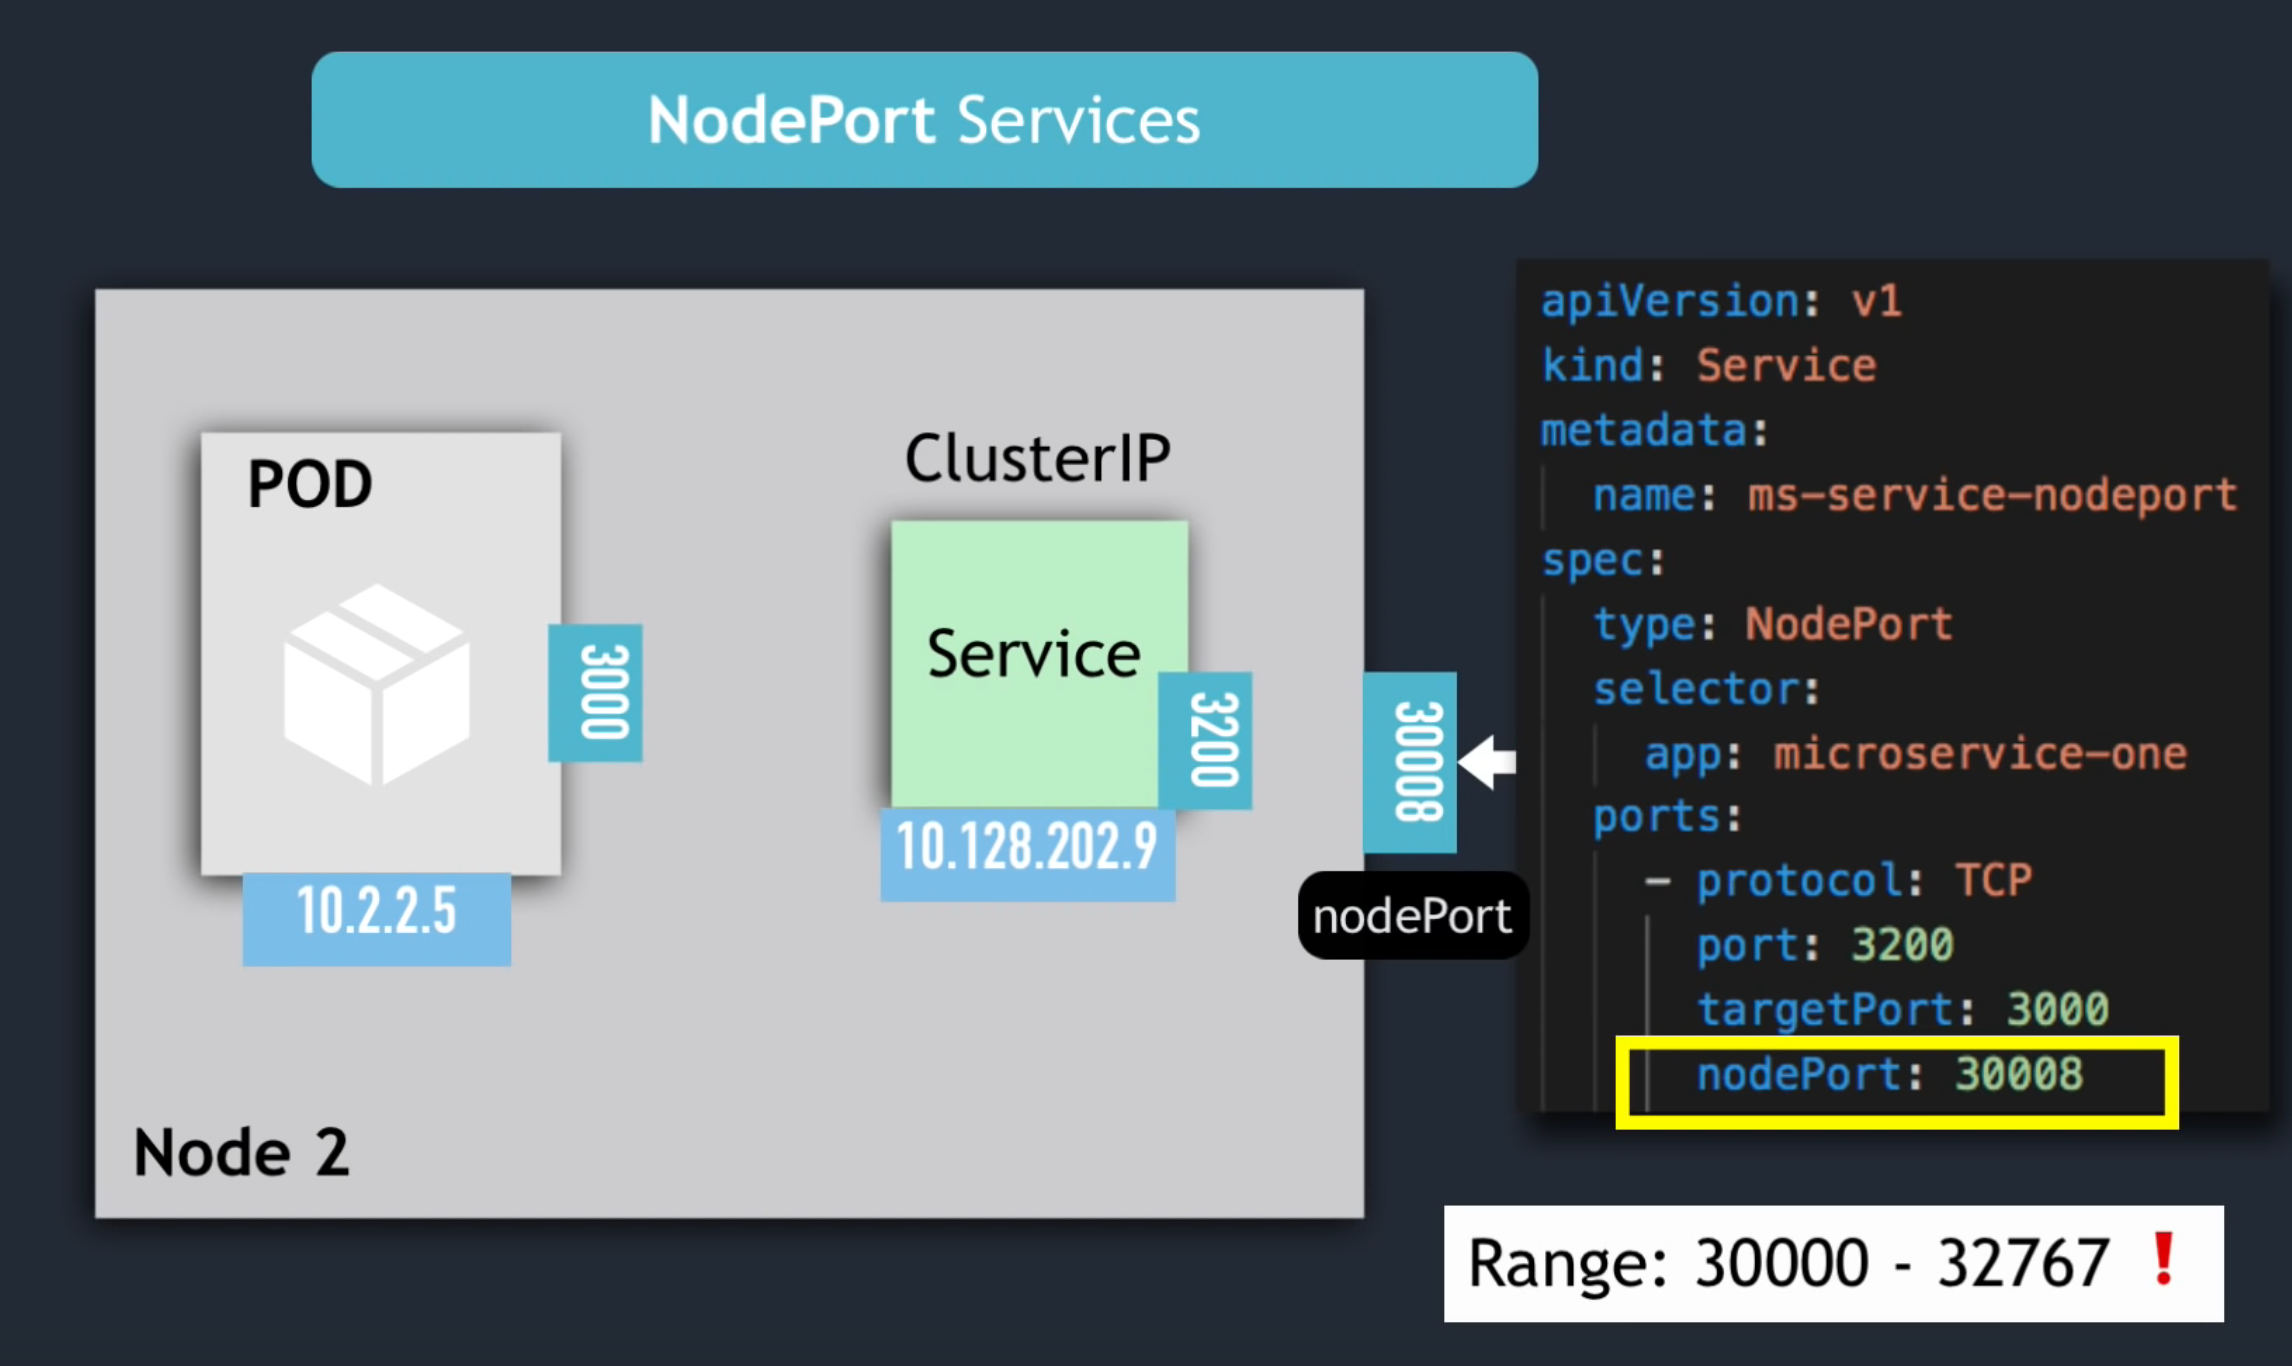 NodePort Services
POD
3000
10.2.2.5
ClusterIP
Service
3200
10.128.202.9
30008
nodePort
Node 2
apiVersion: v1
kind: Service
metadata:
  name: ms-service-nodeport
spec:
  type: NodePort
  selector:
    app: microservice-one
  ports:
    - protocol: TCP
      port: 3200
      targetPort: 3000
      nodePort: 30008
Range: 30000 - 32767 !